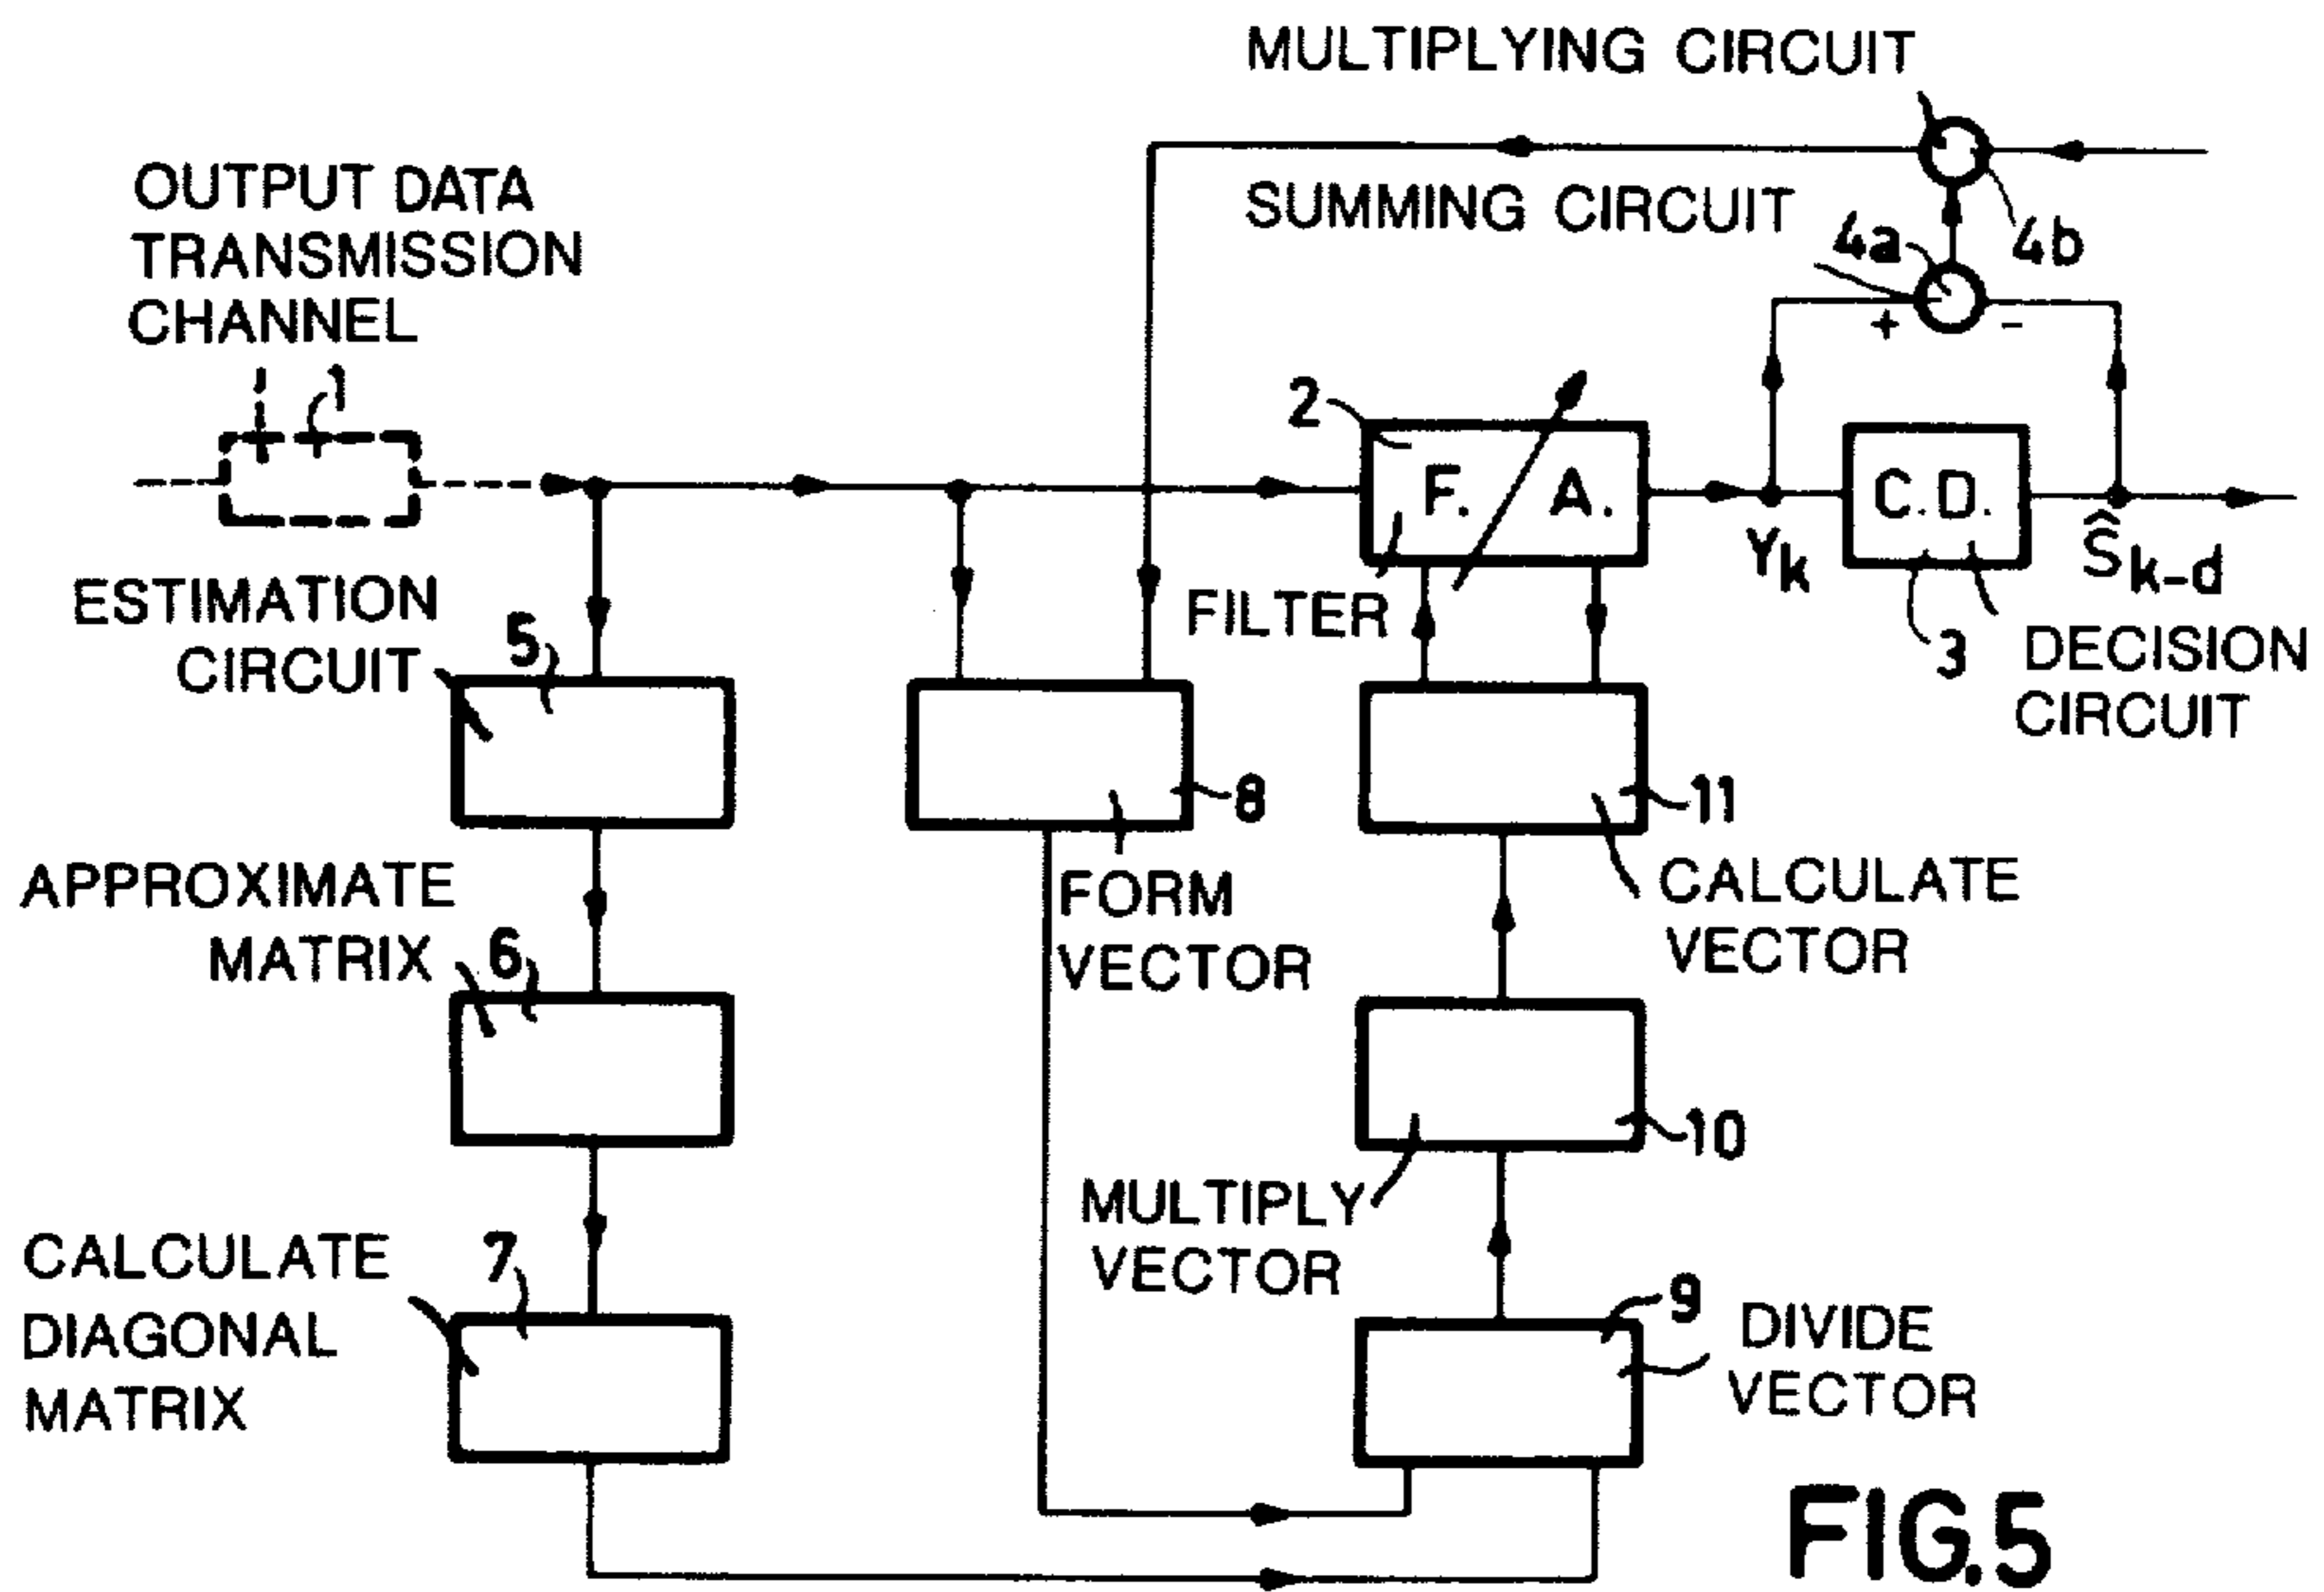 MULTIPLYING CIRCUIT
OUTPUT DATA
TRANSMISSION
CHANNEL
SUMMING CIRCUIT
4a
4b
+
-
1
2
F. A.
C.D.
Yk
Ŝk-d
FILTER
3
DECISION
CIRCUIT
ESTIMATION
CIRCUIT
5
8
11
FORM
VECTOR
CALCULATE
VECTOR
APPROXIMATE
MATRIX
6
10
MULTIPLY
VECTOR
CALCULATE
DIAGONAL
MATRIX
7
9
DIVIDE
VECTOR
FIG.5